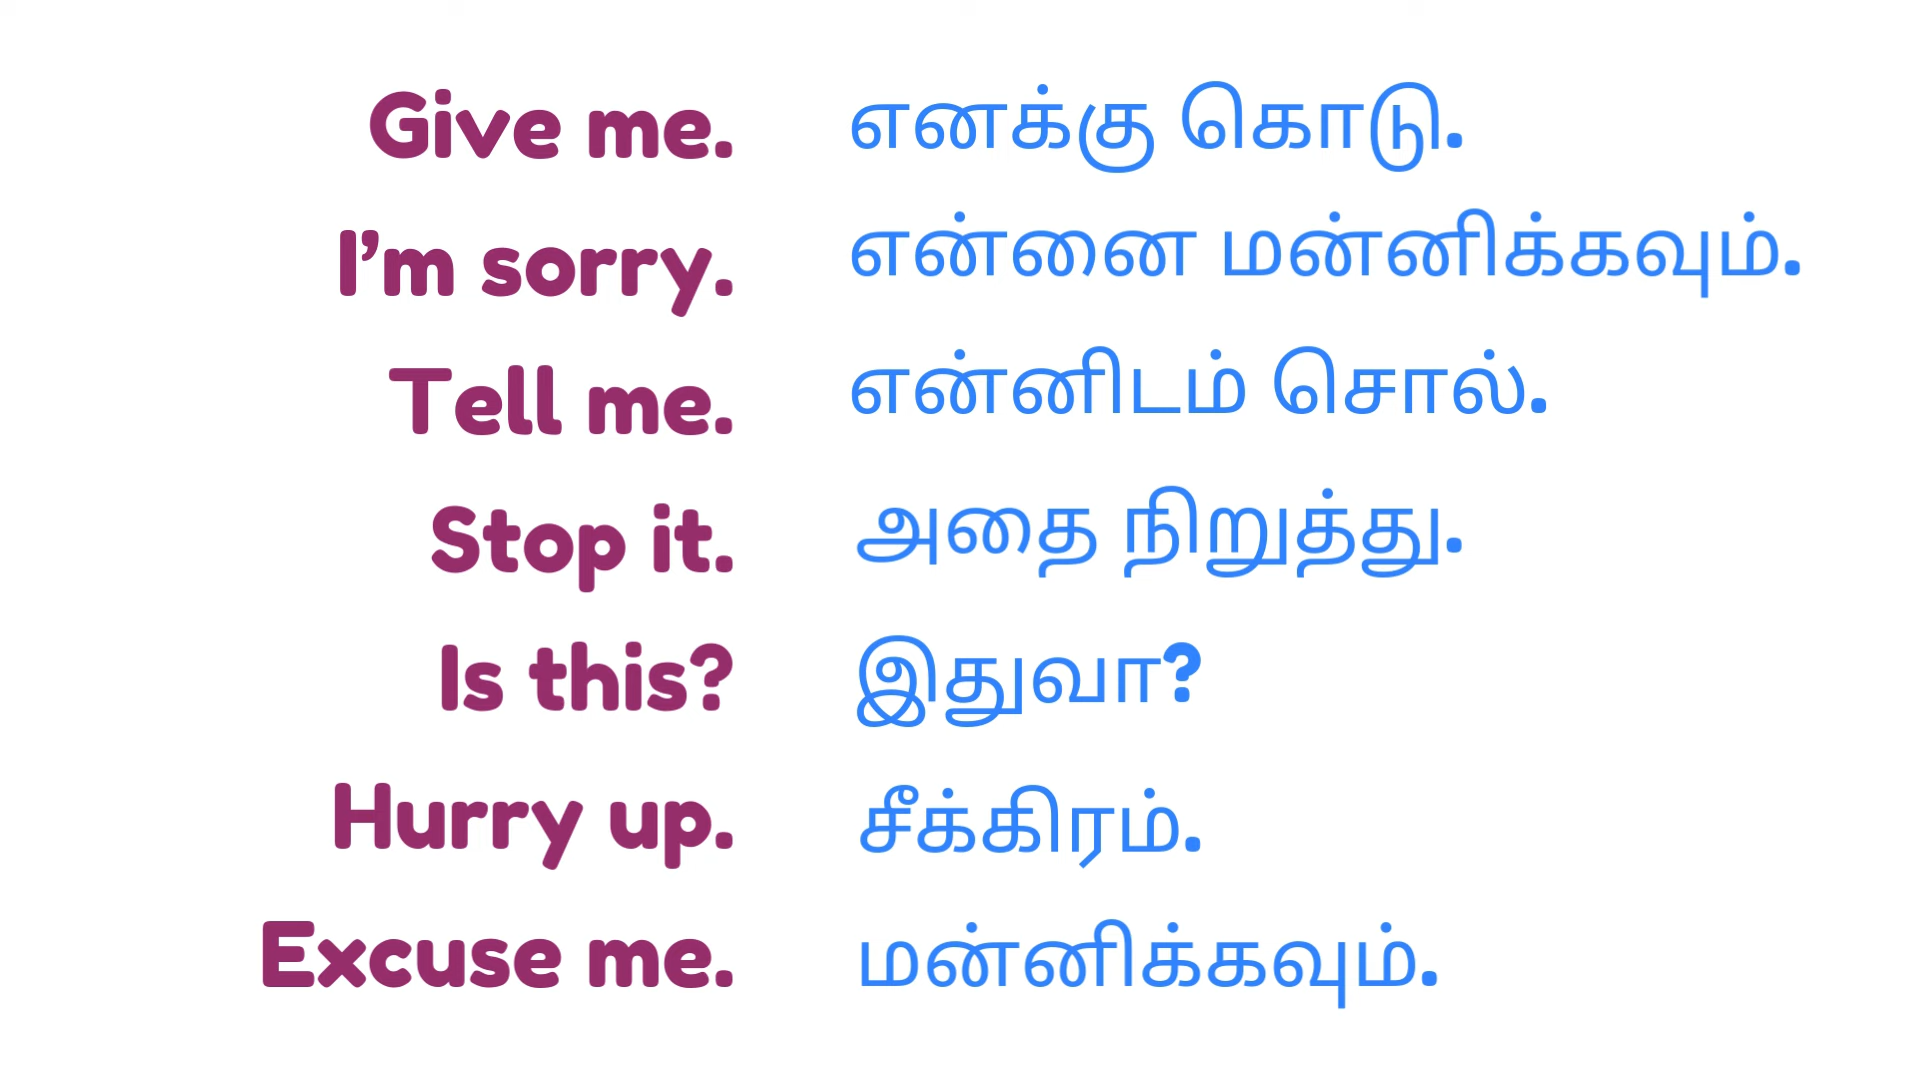 Give me. எனக்கு கொடு.
I’m sorry. என்னை மன்னிக்கவும்.
Tell me. என்னிடம் சொல்.
Stop it. அதை நிறுத்து.
Is this? இதுவா?
Hurry up. சீக்கிரம்.
Excuse me. மன்னிக்கவும்.